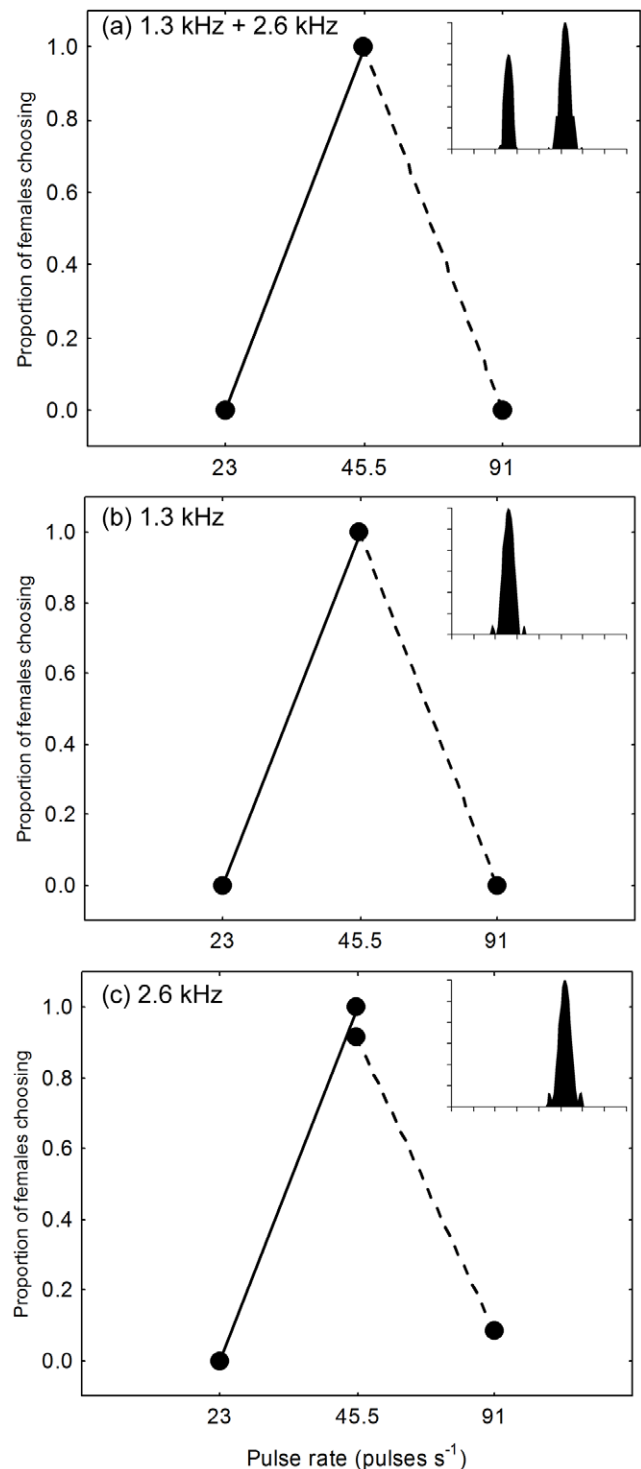 (a) 1.3 kHz + 2.6 kHz
Proportion of females choosing
1.0
0.8
0.6
0.4
0.2
0.0
23 45.5 91
(b) 1.3 kHz
Proportion of females choosing
1.0
0.8
0.6
0.4
0.2
0.0
23 45.5 91
(c) 2.6 kHz
Proportion of females choosing
1.0
0.8
0.6
0.4
0.2
0.0
23 45.5 91
Pulse rate (pulses s⁻¹)